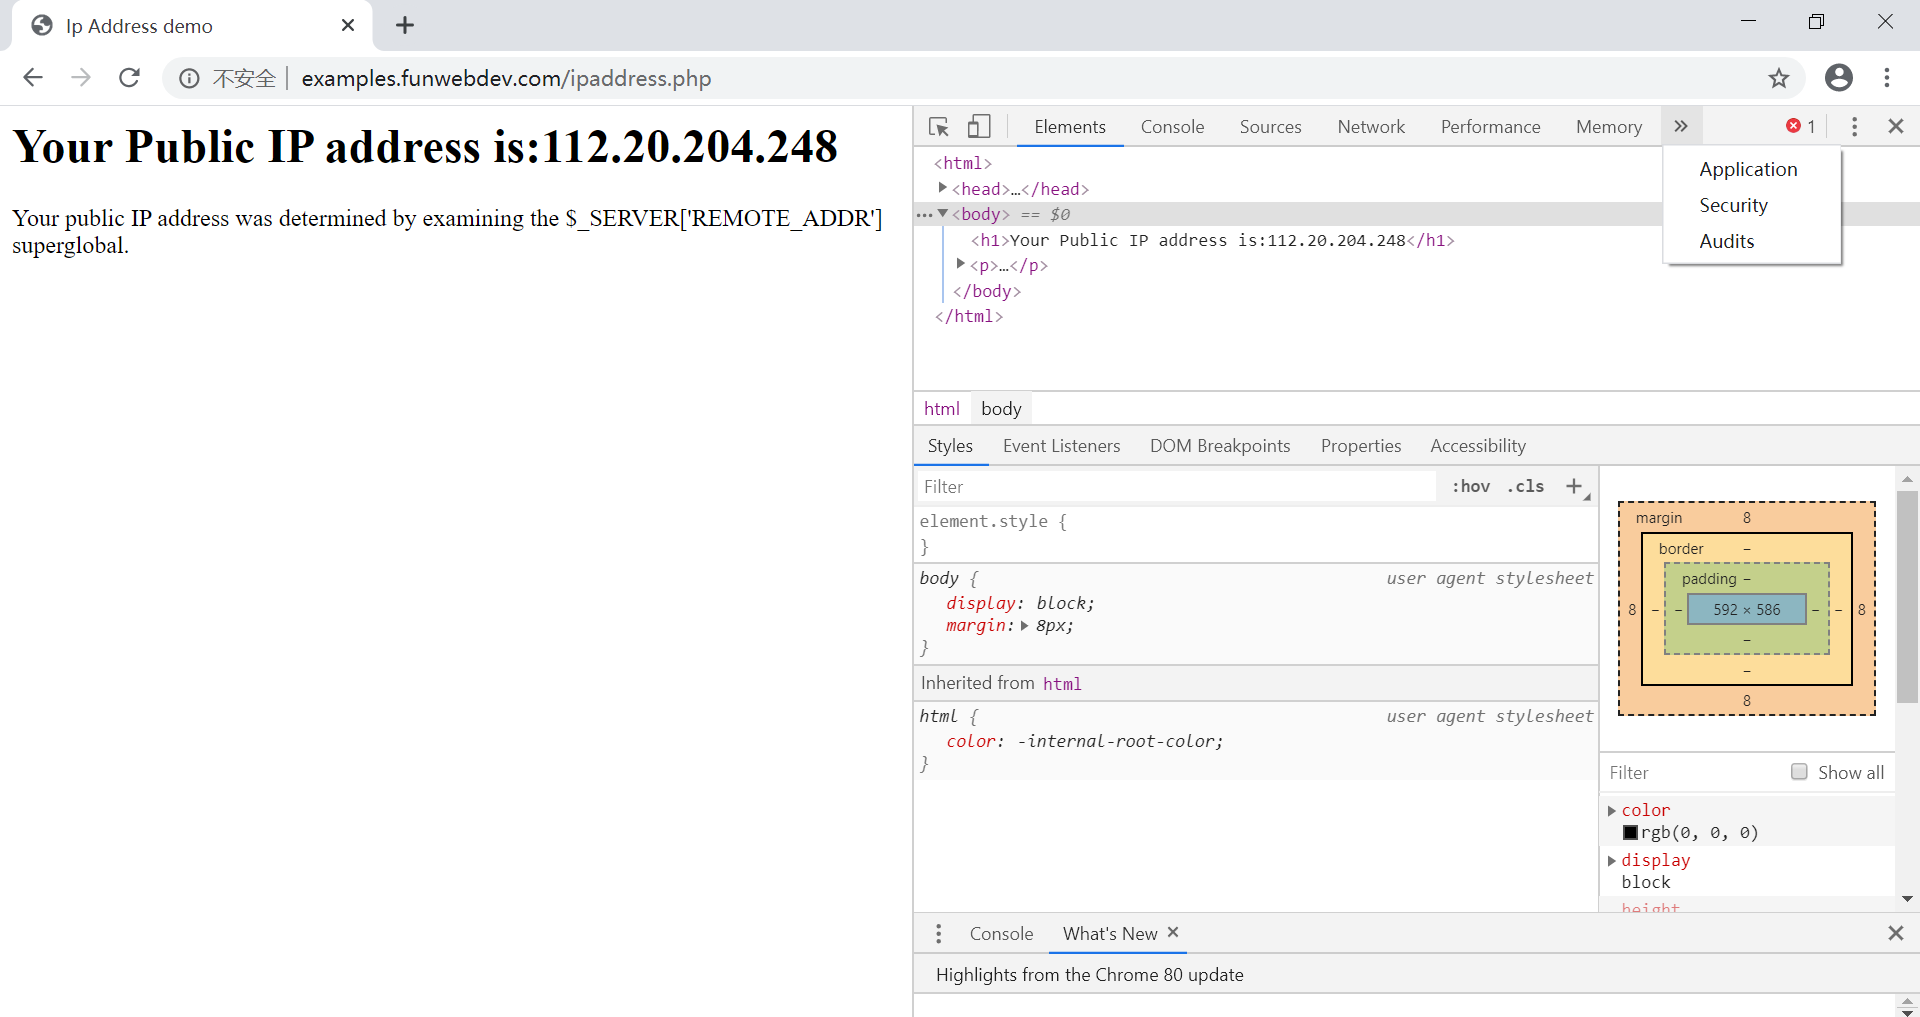 Ip Address demo
不安全 examples.funwebdev.com/ipaddress.php
Your Public IP address is:112.20.204.248
Your public IP address was determined by examining the $_SERVER['REMOTE_ADDR']
superglobal.
Elements Console Sources Network Performance Memory » 1
Application
Security
Audits
<html>
<head>…</head>
<body> == $0
<h1>Your Public IP address is:112.20.204.248</h1>
<p>…</p>
</body>
</html>
html body
Styles Event Listeners DOM Breakpoints Properties Accessibility
Filter :hov .cls +
element.style {
}
body { user agent stylesheet
display: block;
margin: 8px;
}
Inherited from html
html { user agent stylesheet
color: -internal-root-color;
}
margin 8
border –
padding –
8 – – 592 × 586 – – 8
–
–
8
Filter Show all
color
rgb(0, 0, 0)
display
block
height
Console What's New
Highlights from the Chrome 80 update